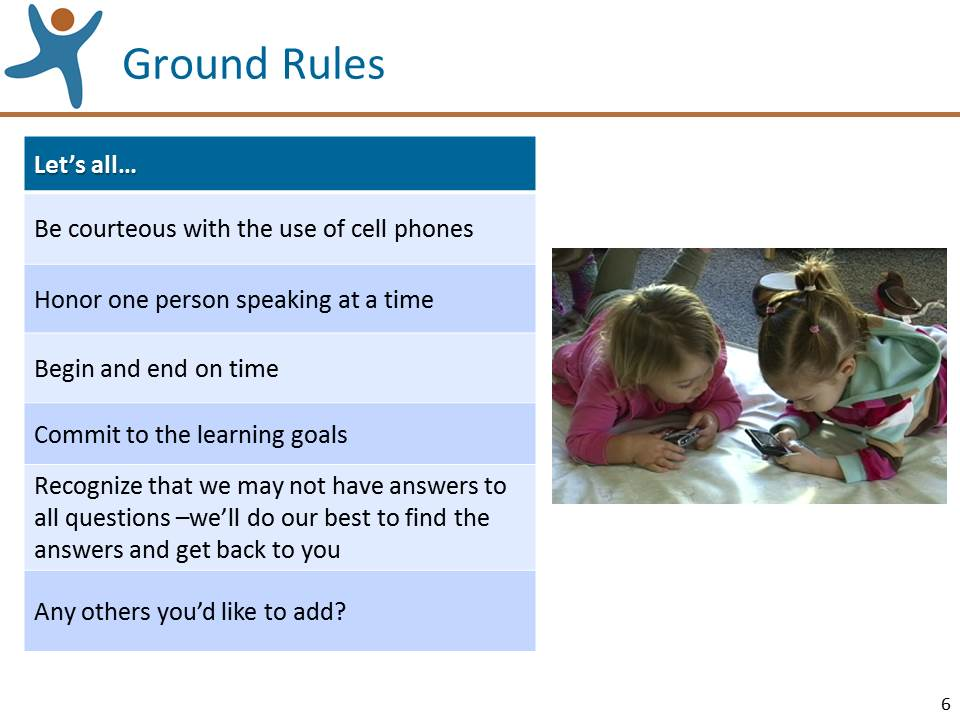 Ground Rules
Let’s all…
Be courteous with the use of cell phones
Honor one person speaking at a time
Begin and end on time
Commit to the learning goals
Recognize that we may not have answers to
all questions –we’ll do our best to find the
answers and get back to you
Any others you’d like to add?
6